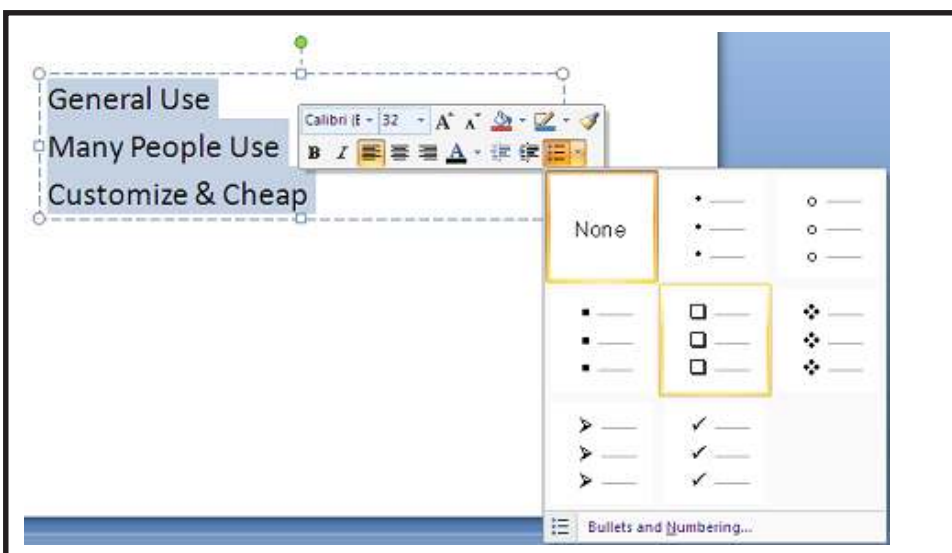 General Use
Many People Use
Customize & Cheap
Calibri (E 32 A A
B I A
None
Bullets and Numbering...